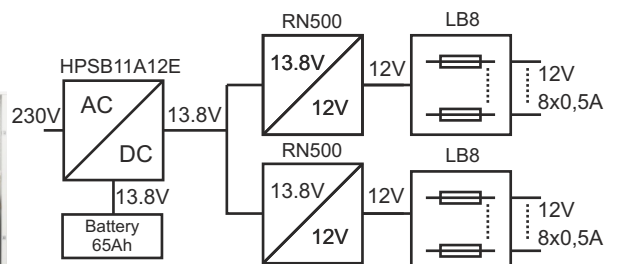 RN500
LB8
HPSB11A12E
13.8V
12V
12V
12V
8x0,5A
230V
AC
DC
13.8V
RN500
LB8
13.8V
Battery
65Ah
13.8V
12V
12V
12V
8x0,5A